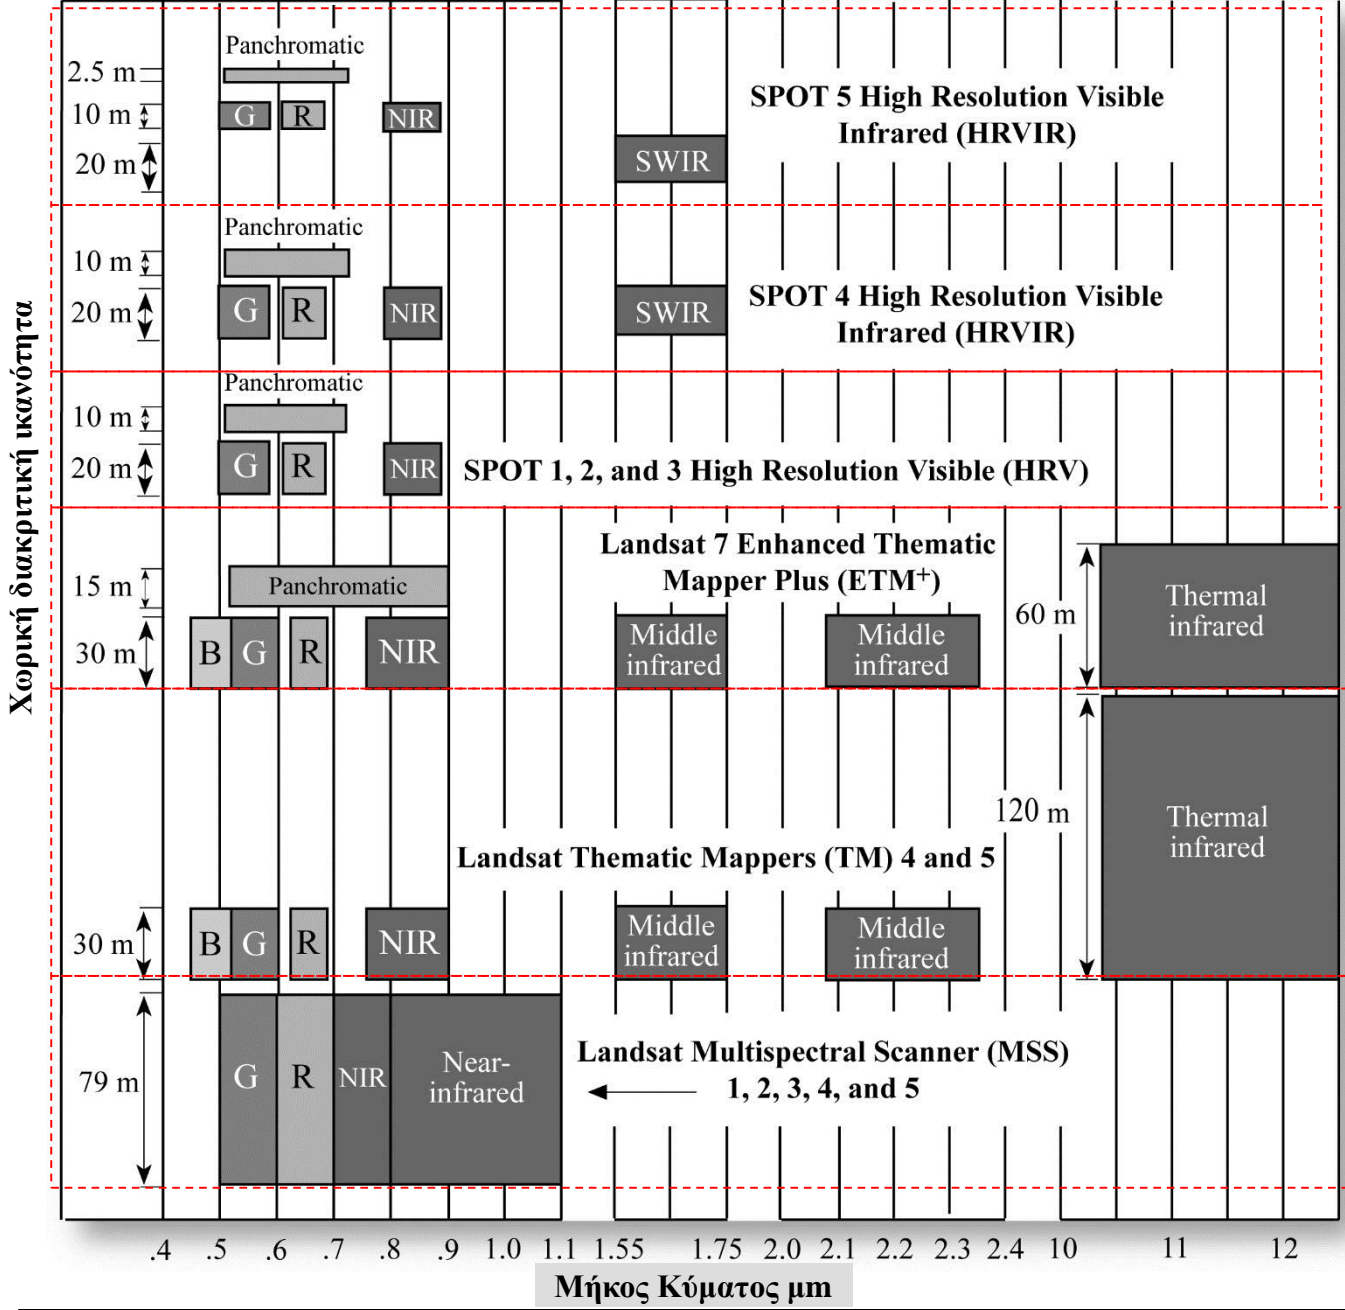 Χωρική διακριτική ικανότητα
Panchromatic
2.5 m
10 m
G R NIR
20 m
SWIR
SPOT 5 High Resolution Visible
Infrared (HRVIR)
Panchromatic
10 m
20 m
G R NIR
SWIR
SPOT 4 High Resolution Visible
Infrared (HRVIR)
Panchromatic
10 m
20 m
G R NIR
SPOT 1, 2, and 3 High Resolution Visible (HRV)
Landsat 7 Enhanced Thematic
Mapper Plus (ETM+)
15 m
Panchromatic
30 m
B G R NIR
Middle
infrared
Middle
infrared
60 m
Thermal
infrared
120 m
Thermal
infrared
Landsat Thematic Mappers (TM) 4 and 5
30 m
B G R NIR
Middle
infrared
Middle
infrared
79 m
G R NIR
Near-
infrared
Landsat Multispectral Scanner (MSS)
1, 2, 3, 4, and 5
.4 .5 .6 .7 .8 .9 1.0 1.1 1.55 1.75 2.0 2.1 2.2 2.3 2.4 10 11 12
Μήκος Κύματος μm